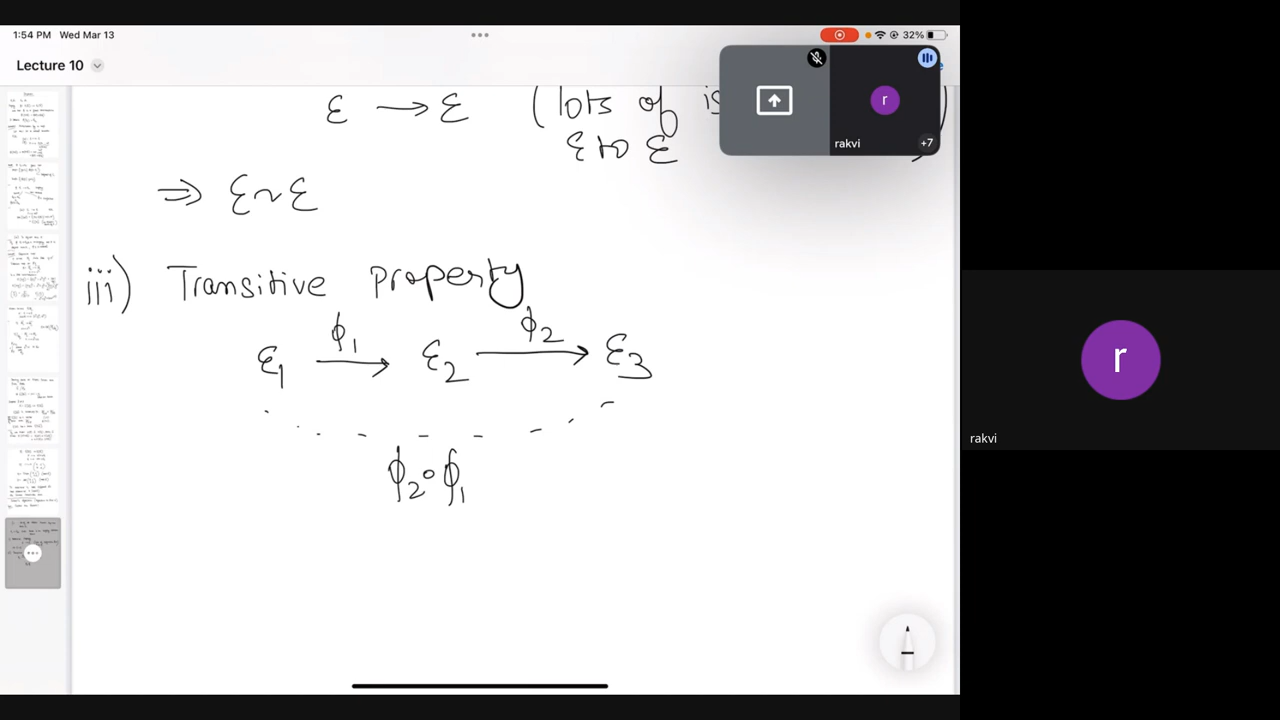 1:54 PM Wed Mar 13
32%
Lecture 10
ε → ε (lots of is
ε to ε
⇒ ε ~ ε
iii) Transitive property
ε₁ —ϕ₁→ ε₂ —ϕ₂→ ε₃
ϕ₂∘ϕ₁
r
rakvi
+7
r
rakvi